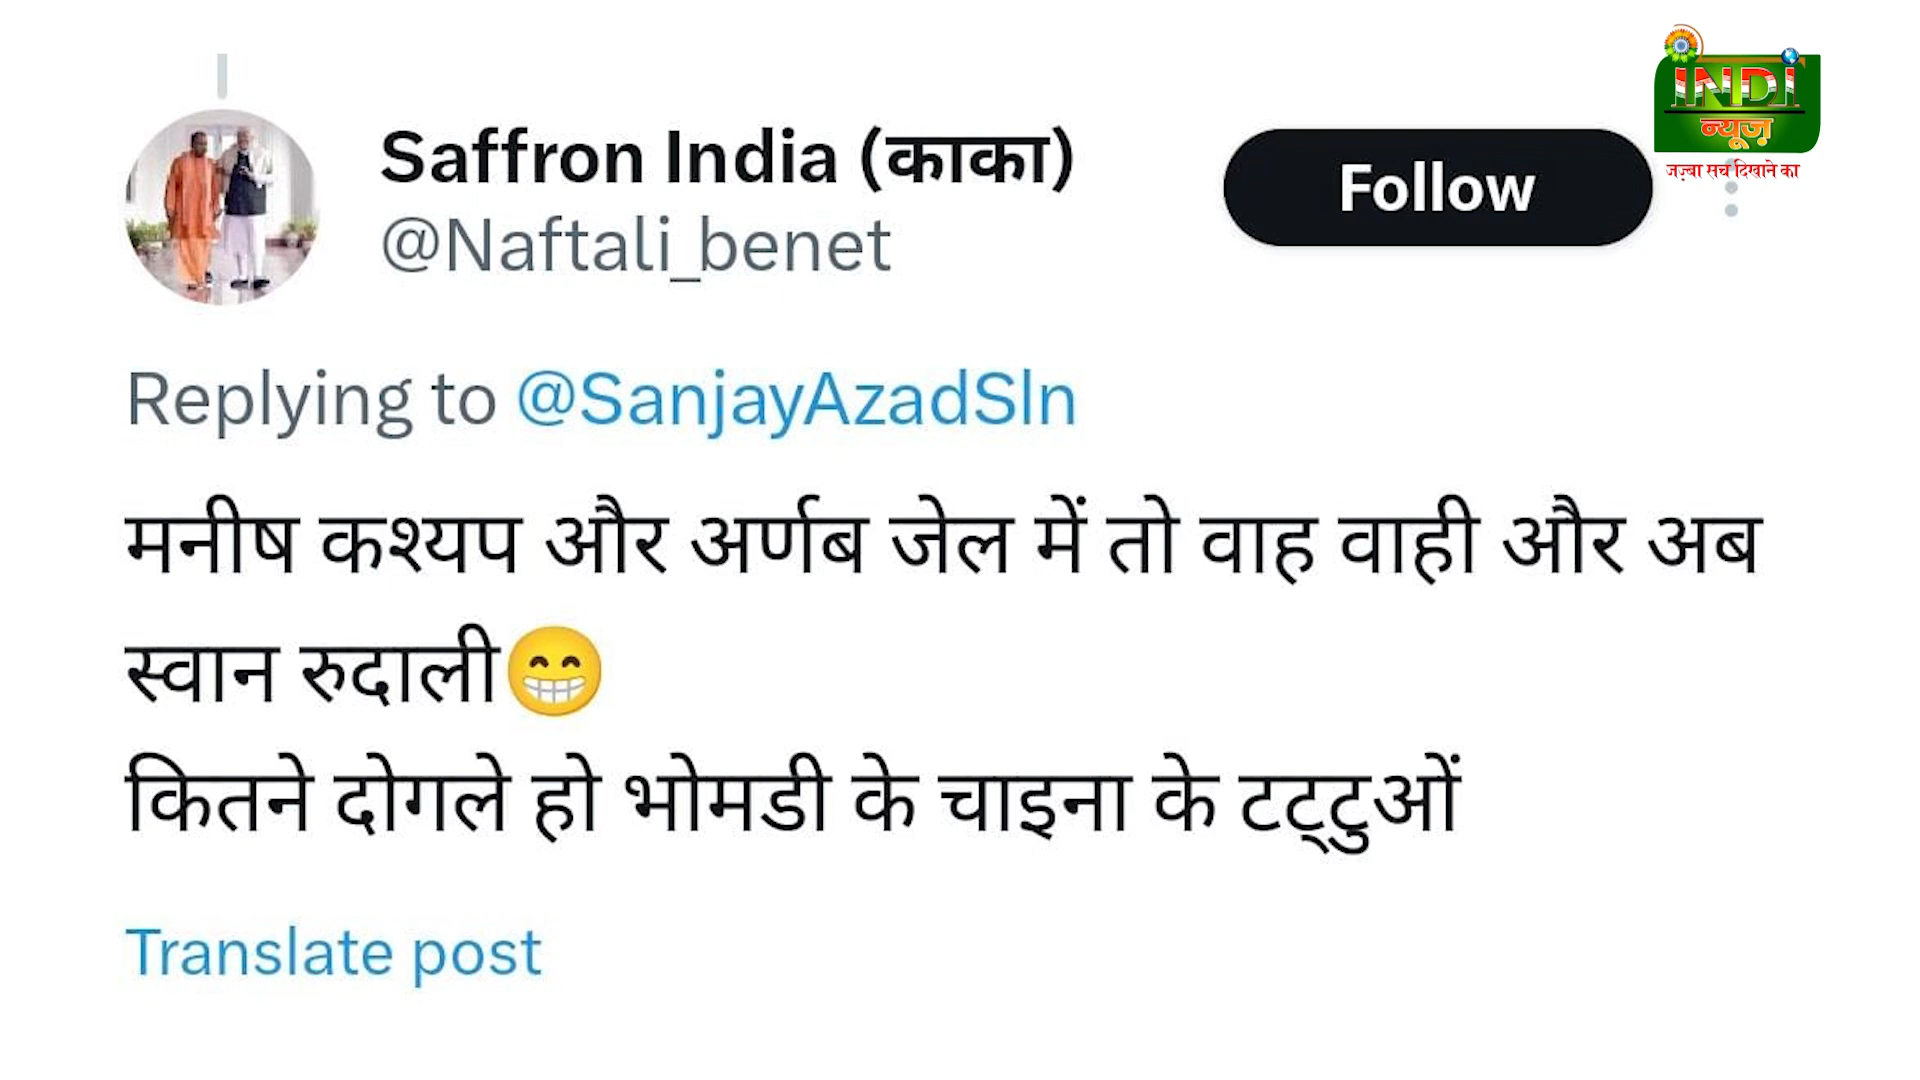 INDI
न्यूज़
जज़्बा सच दिखाने का
Saffron India (काका)
@Naftali_benet
Follow
Replying to @SanjayAzadSln
मनीष कश्यप और अर्णब जेल में तो वाह वाही और अब
स्वान रुदाली😁
कितने दोगले हो भोमडी के चाइना के टट्टुओं
Translate post